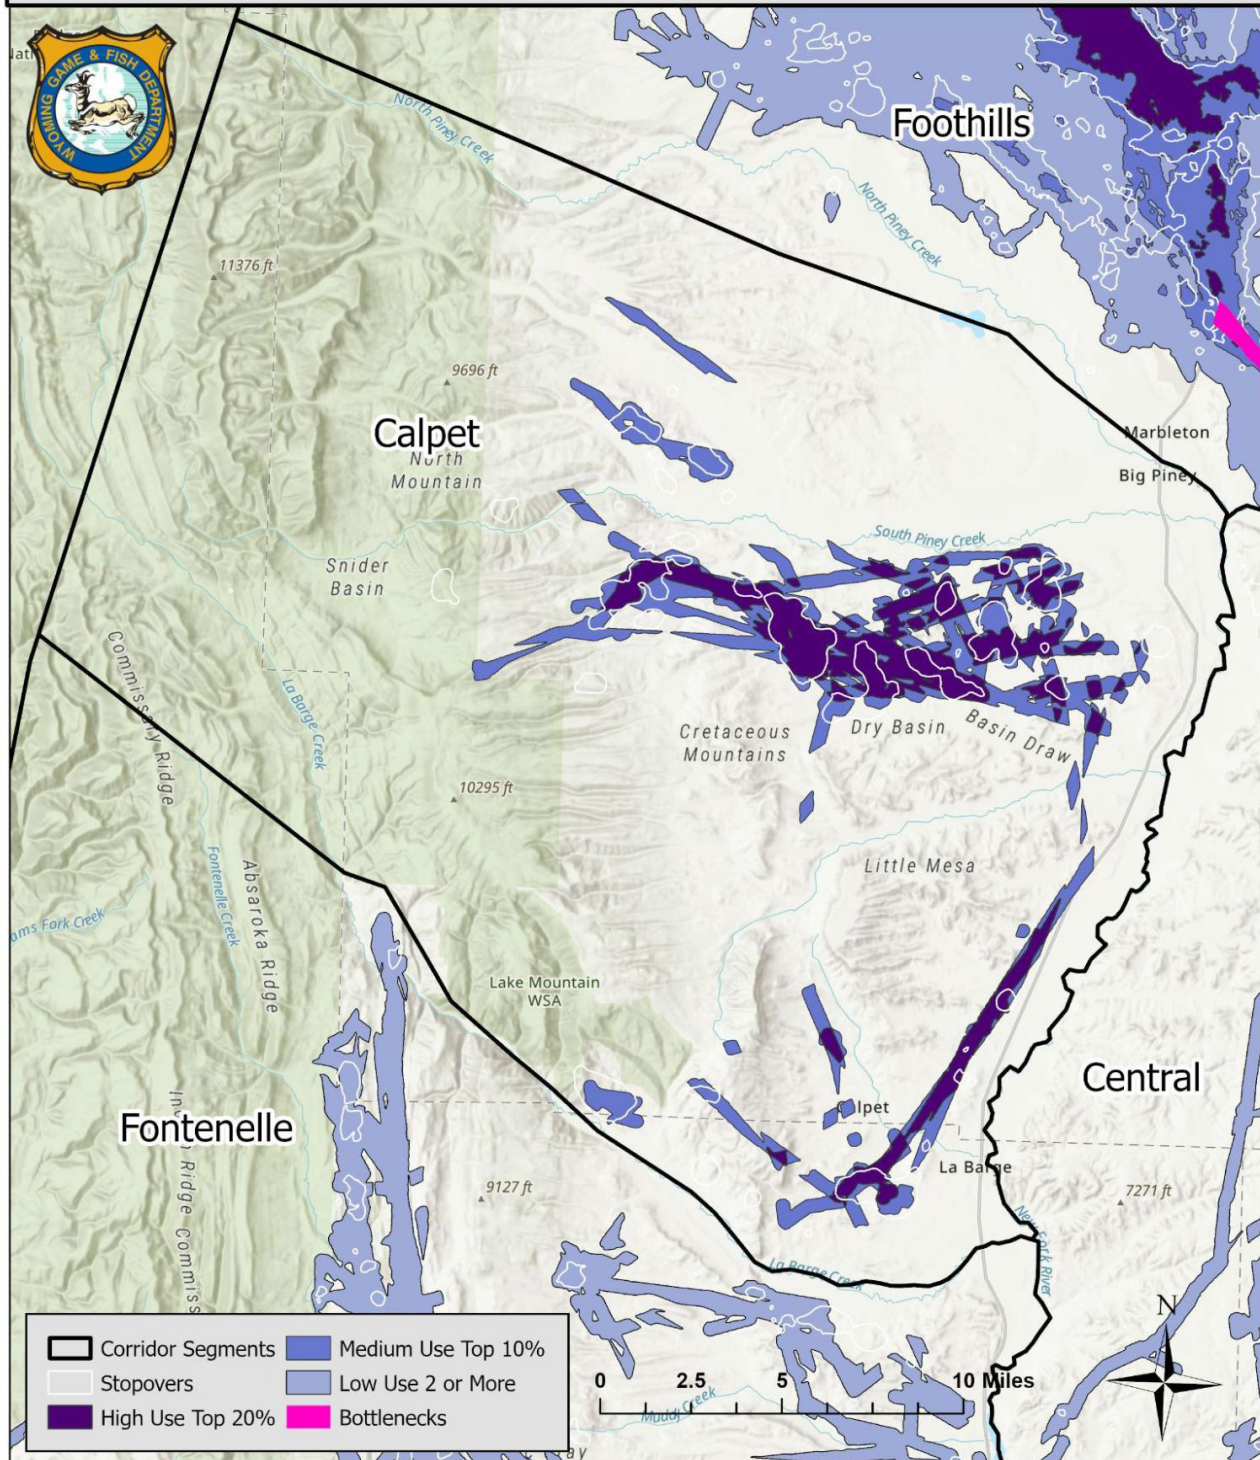 WYOMING GAME & FISH DEPARTMENT
North Piney Creek
Foothills
North Piney Creek
11376 ft
9696 ft
Calpet
North
Mountain
Marbleton
Big Piney
South Piney Creek
Snider
Basin
Commissary Ridge
La Barge Creek
Cretaceous
Mountains
Dry Basin
Basin Draw
10295 ft
Little Mesa
Absaroka Ridge
Fontenelle Creek
ams Fork Creek
Lake Mountain
WSA
Central
Calpet
Fontenelle
La Barge
9127 ft
7271 ft
New Fork River
La Barge Creek
N
Corridor Segments
Medium Use Top 10%
Stopovers
Low Use 2 or More
High Use Top 20%
Bottlenecks
0 2.5 5 10 Miles
Muddy Creek